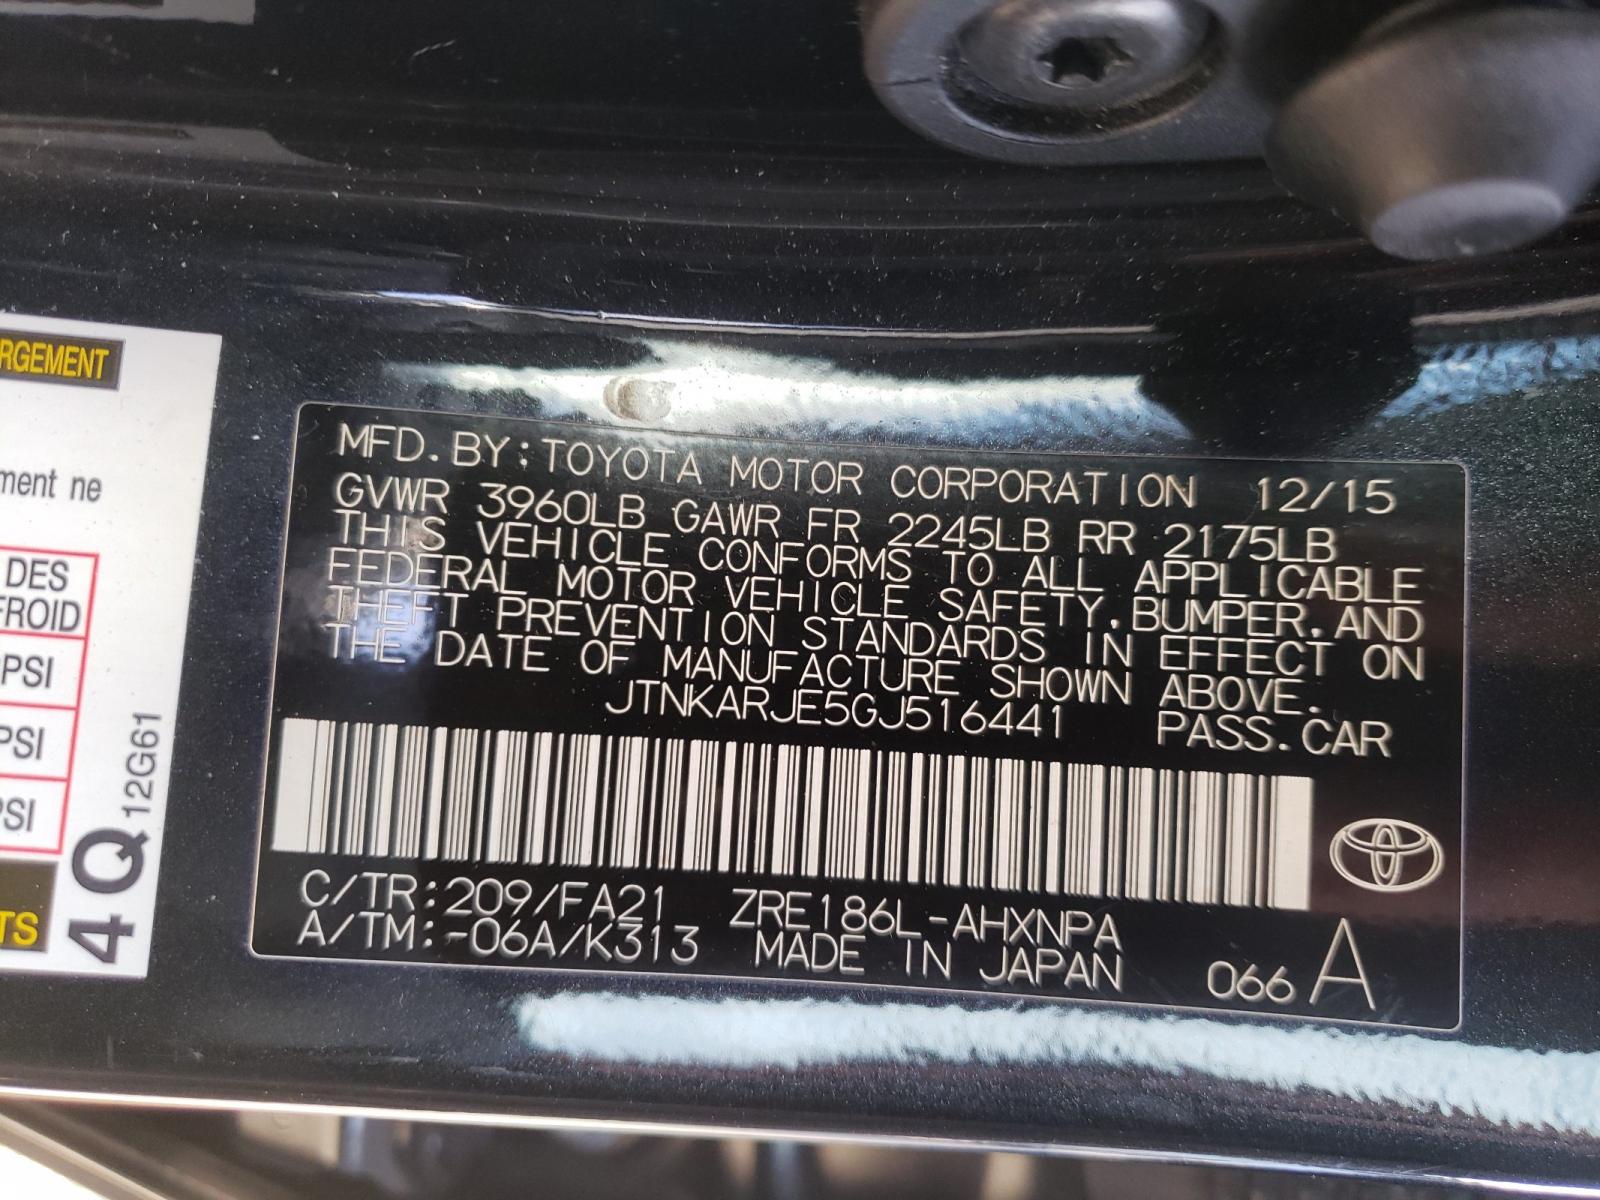 RGEMENT
ment ne
DES
FROID
PSI
PSI
PSI
TS
4Q 12G61
MFD. BY: TOYOTA MOTOR CORPORATION 12/15
GVWR 3960LB GAWR FR 2245LB RR 2175LB
THIS VEHICLE CONFORMS TO ALL APPLICABLE
FEDERAL MOTOR VEHICLE SAFETY, BUMPER, AND
THEFT PREVENTION STANDARDS IN EFFECT ON
THE DATE OF MANUFACTURE SHOWN ABOVE.
JTNKARJE5GJ516441 PASS. CAR
C/TR: 209/FA21 ZRE186L-AHXNPA
A/TM: -06A/K313 MADE IN JAPAN 066 A